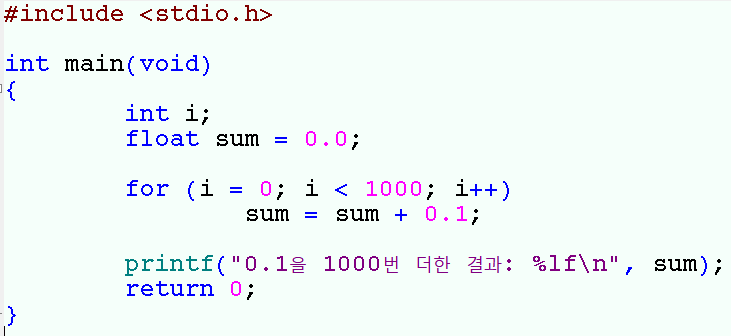 #include <stdio.h>
int main(void)
{
int i;
float sum = 0.0;
for (i = 0; i < 1000; i++)
sum = sum + 0.1;
printf("0.1을 1000번 더한 결과: %lf\n", sum);
return 0;
}